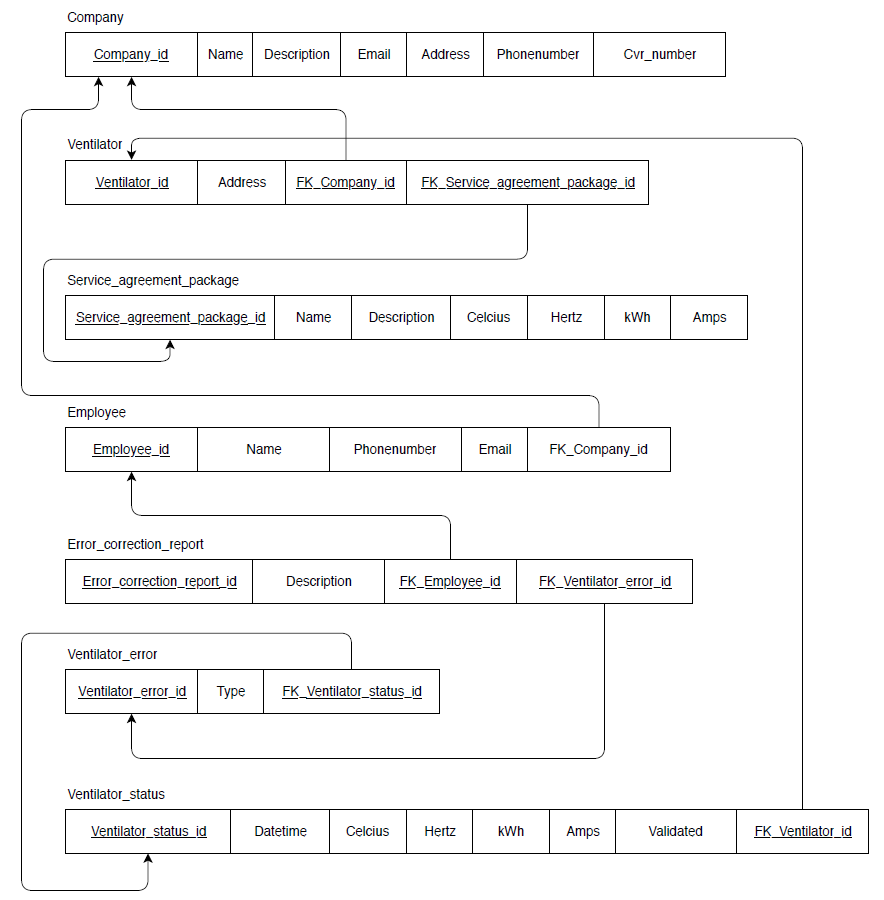 Company
Company_id Name Description Email Address Phonenumber Cvr_number
Ventilator
Ventilator_id Address FK_Company_id FK_Service_agreement_package_id
Service_agreement_package
Service_agreement_package_id Name Description Celcius Hertz kWh Amps
Employee
Employee_id Name Phonenumber Email FK_Company_id
Error_correction_report
Error_correction_report_id Description FK_Employee_id FK_Ventilator_error_id
Ventilator_error
Ventilator_error_id Type FK_Ventilator_status_id
Ventilator_status
Ventilator_status_id Datetime Celcius Hertz kWh Amps Validated FK_Ventilator_id